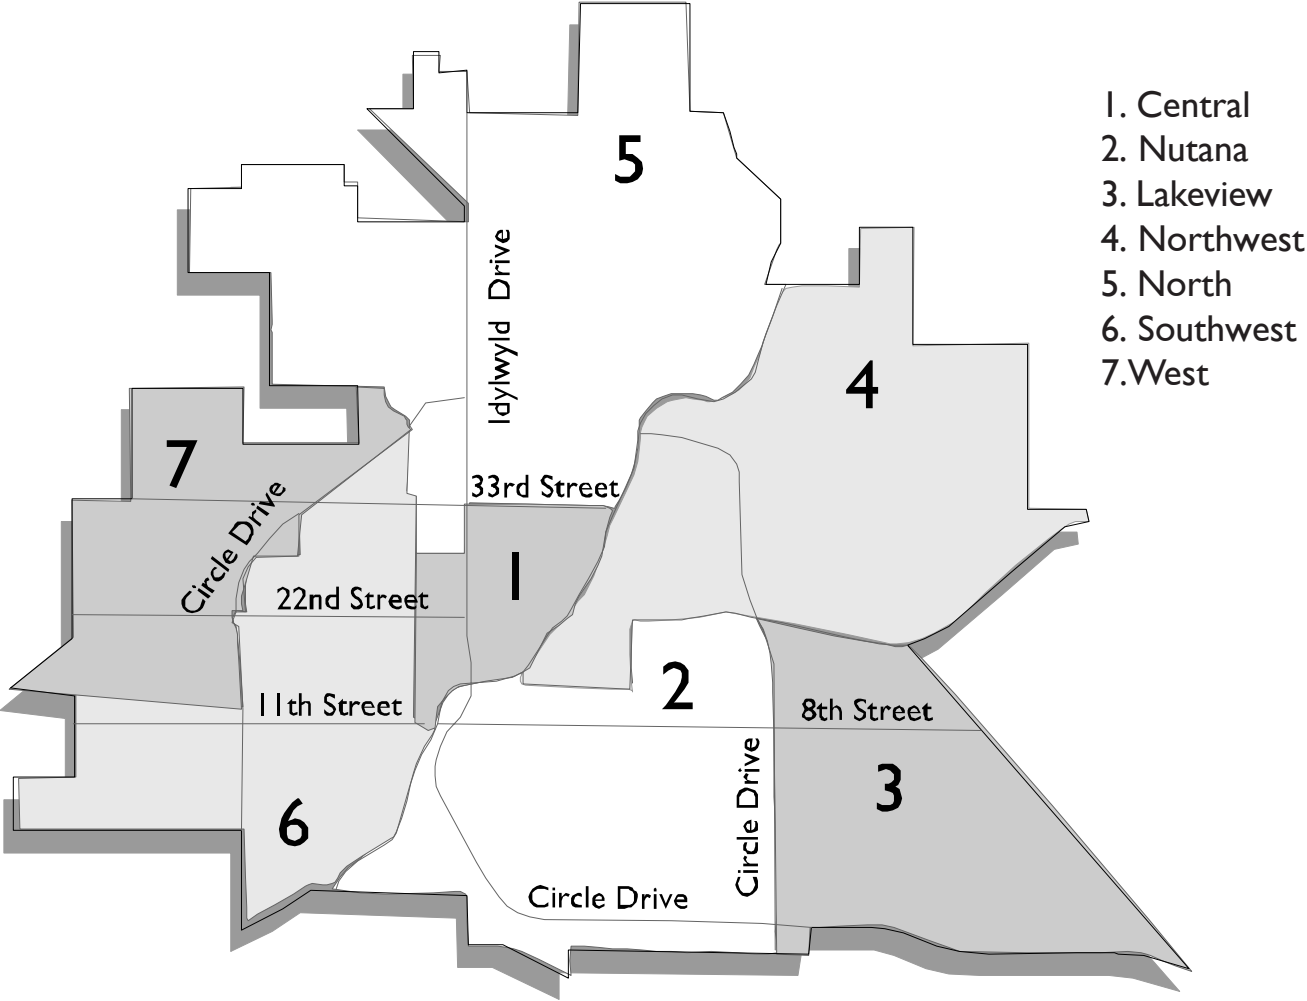 5
1. Central
2. Nutana
3. Lakeview
4. Northwest
5. North
6. Southwest
7.West
Idylwyld Drive
4
7
33rd Street
Circle Drive
1
22nd Street
2
11th Street
8th Street
Circle Drive
3
6
Circle Drive